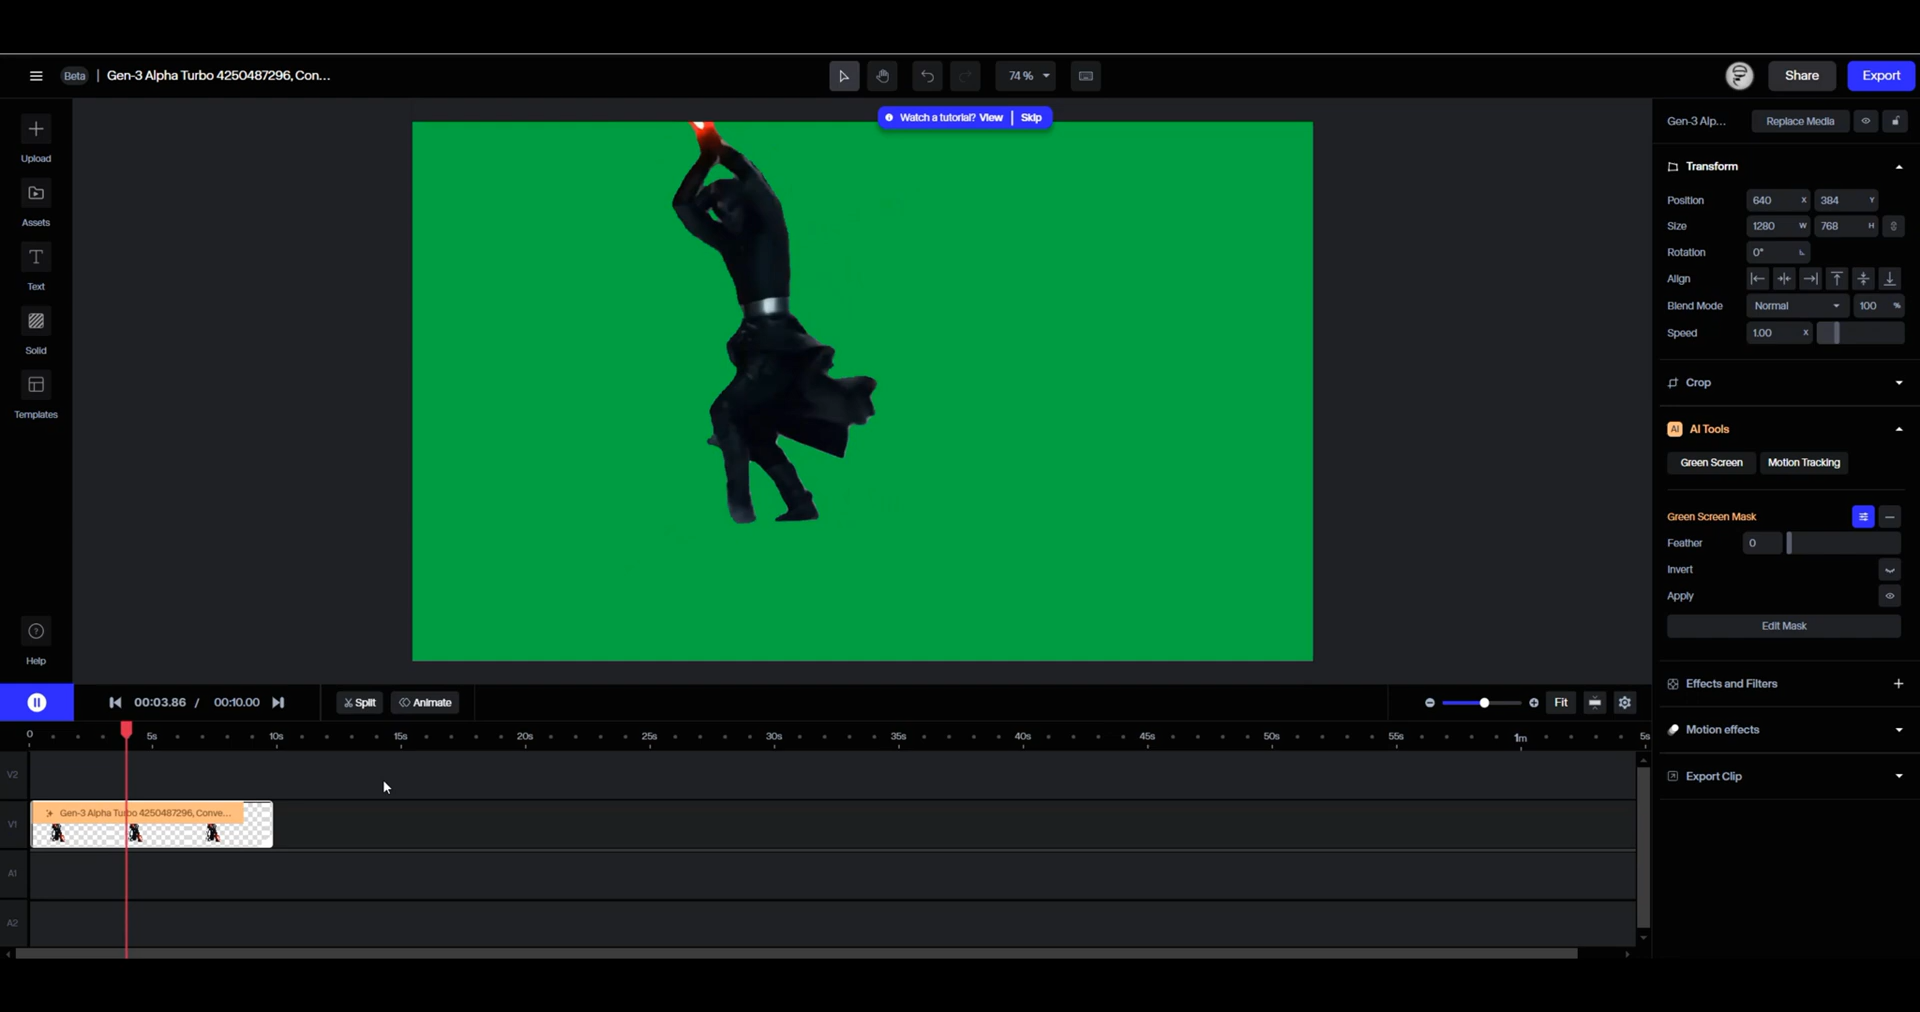 Beta | Gen-3 Alpha Turbo 4250487296, Con...
74 %
Share
Export
Watch a tutorial? View | Skip
Upload
Assets
Text
Solid
Templates
Help
Gen-3 Alp...
Replace Media
Transform
Position 640 X 384 Y
Size 1280 W 768 H
Rotation 0°
Align
Blend Mode Normal 100 %
Speed 1.00 X
Crop
AI AI Tools
Green Screen Motion Tracking
Green Screen Mask
Feather 0
Invert
Apply
Edit Mask
Effects and Filters
Motion effects
Export Clip
00:03.86 / 00:10.00
Split Animate
Fit
0 5s 10s 15s 20s 25s 30s 35s 40s 45s 50s 55s 1m 5s
V2
V1 Gen-3 Alpha Turbo 4250487296, Conve...
A1
A2